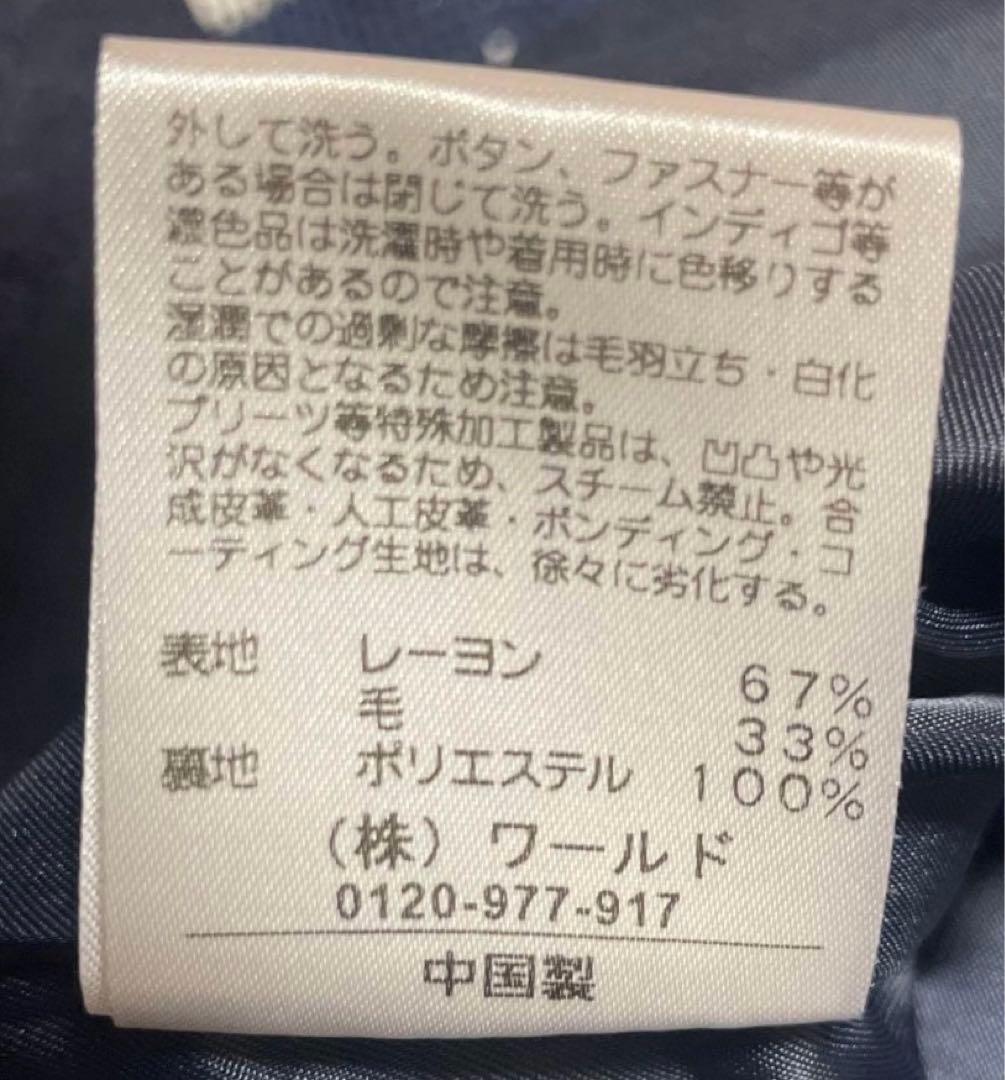 外して洗う。ボタン、ファスナー等が
ある場合は閉じて洗う。インディゴ等
濃色品は洗濯時や着用時に色移りする
ことがあるので注意。
湿潤での過剰な摩擦は毛羽立ち・白化
の原因となるため注意。
プリーツ等特殊加工製品は、凹凸や光
沢がなくなるため、スチーム禁止。合
成皮革・人工皮革・ボンディング・コ
ーティング生地は、徐々に劣化する。
表地 レーヨン 67%
毛 33%
裏地 ポリエステル 100%
(株)ワールド
0120-977-917
中国製